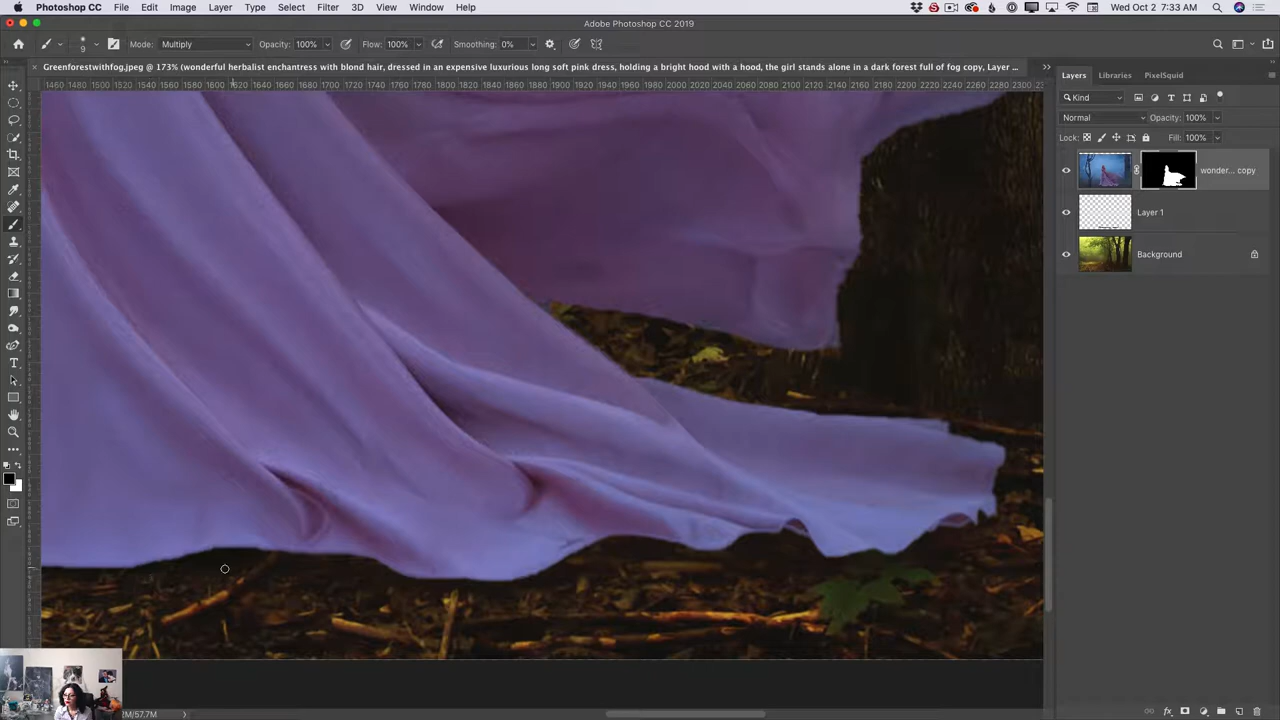 Photoshop CC File Edit Image Layer Type Select Filter 3D View Window Help Wed Oct 2 7:33 AM
Adobe Photoshop CC 2019
9 Mode: Multiply Opacity: 100% Flow: 100% Smoothing: 0%
Greenforestwithfog.jpeg @ 173% (wonderful herbalist enchantress with blond hair, dressed in an expensive luxurious long soft pink dress, holding a bright hood with a hood, the girl stands alone in a dark forest full of fog copy, Layer ...
Layers Libraries PixelSquid
1460 1480 1500 1520 1540 1560 1580 1600 1620 1640 1660 1680 1700 1720 1740 1760 1780 1800 1820 1840 1860 1880 1900 1920 1940 1960 1980 2000 2020 2040 2060 2080 2100 2120 2140 2160 2180 2200 2220 2240 2260 2280 2300
Kind
Normal Opacity: 100%
Lock: Fill: 100%
wonder... copy
Layer 1
Background
M/57.7M